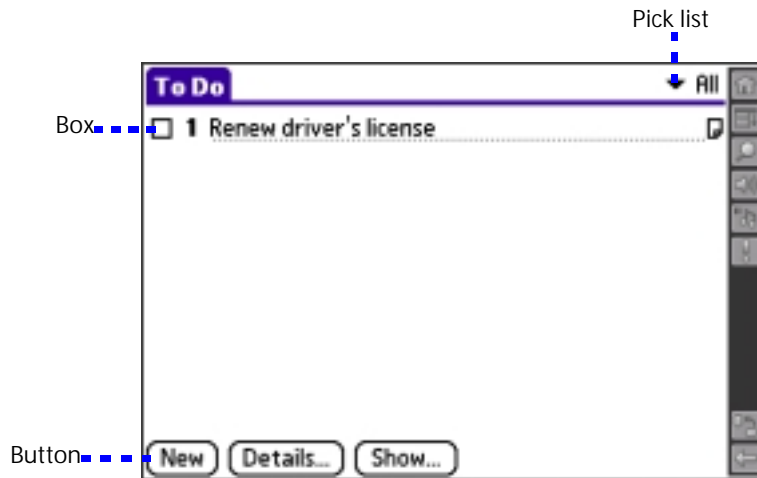 Pick list
To Do All
Box
1 Renew driver's license
Button
New Details... Show...